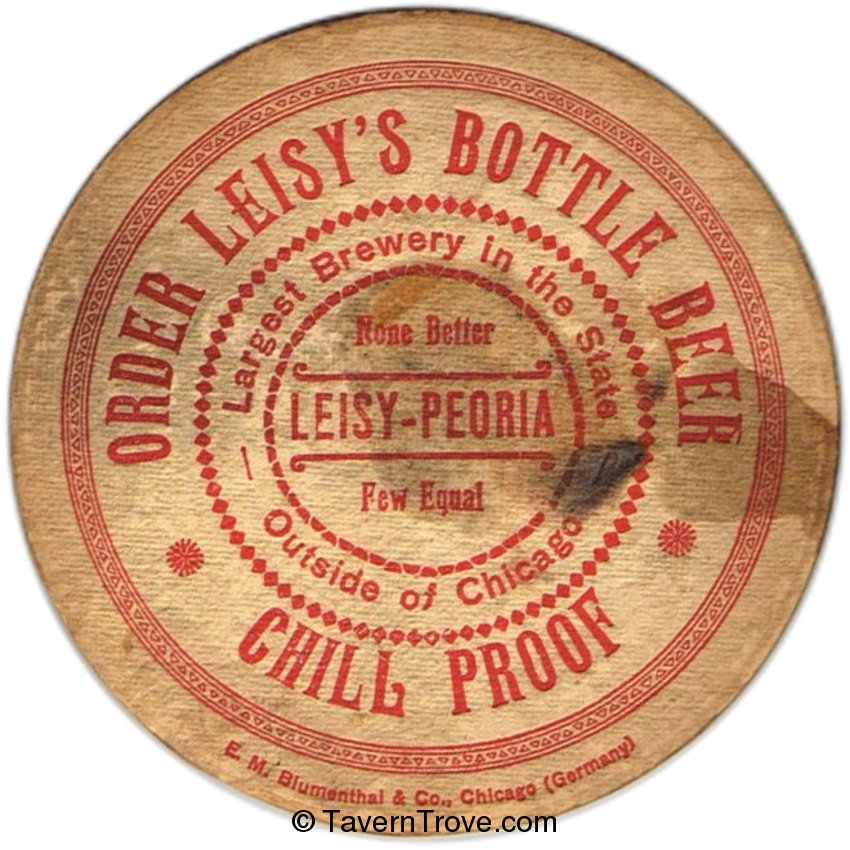 ORDER LEISY'S BOTTLE BEER
— Largest Brewery in the State
None Better
LEISY-PEORIA
Few Equal
— Outside of Chicago
CHILL PROOF
E. M. Blumenthal & Co., Chicago (Germany)
© TavernTrove.com